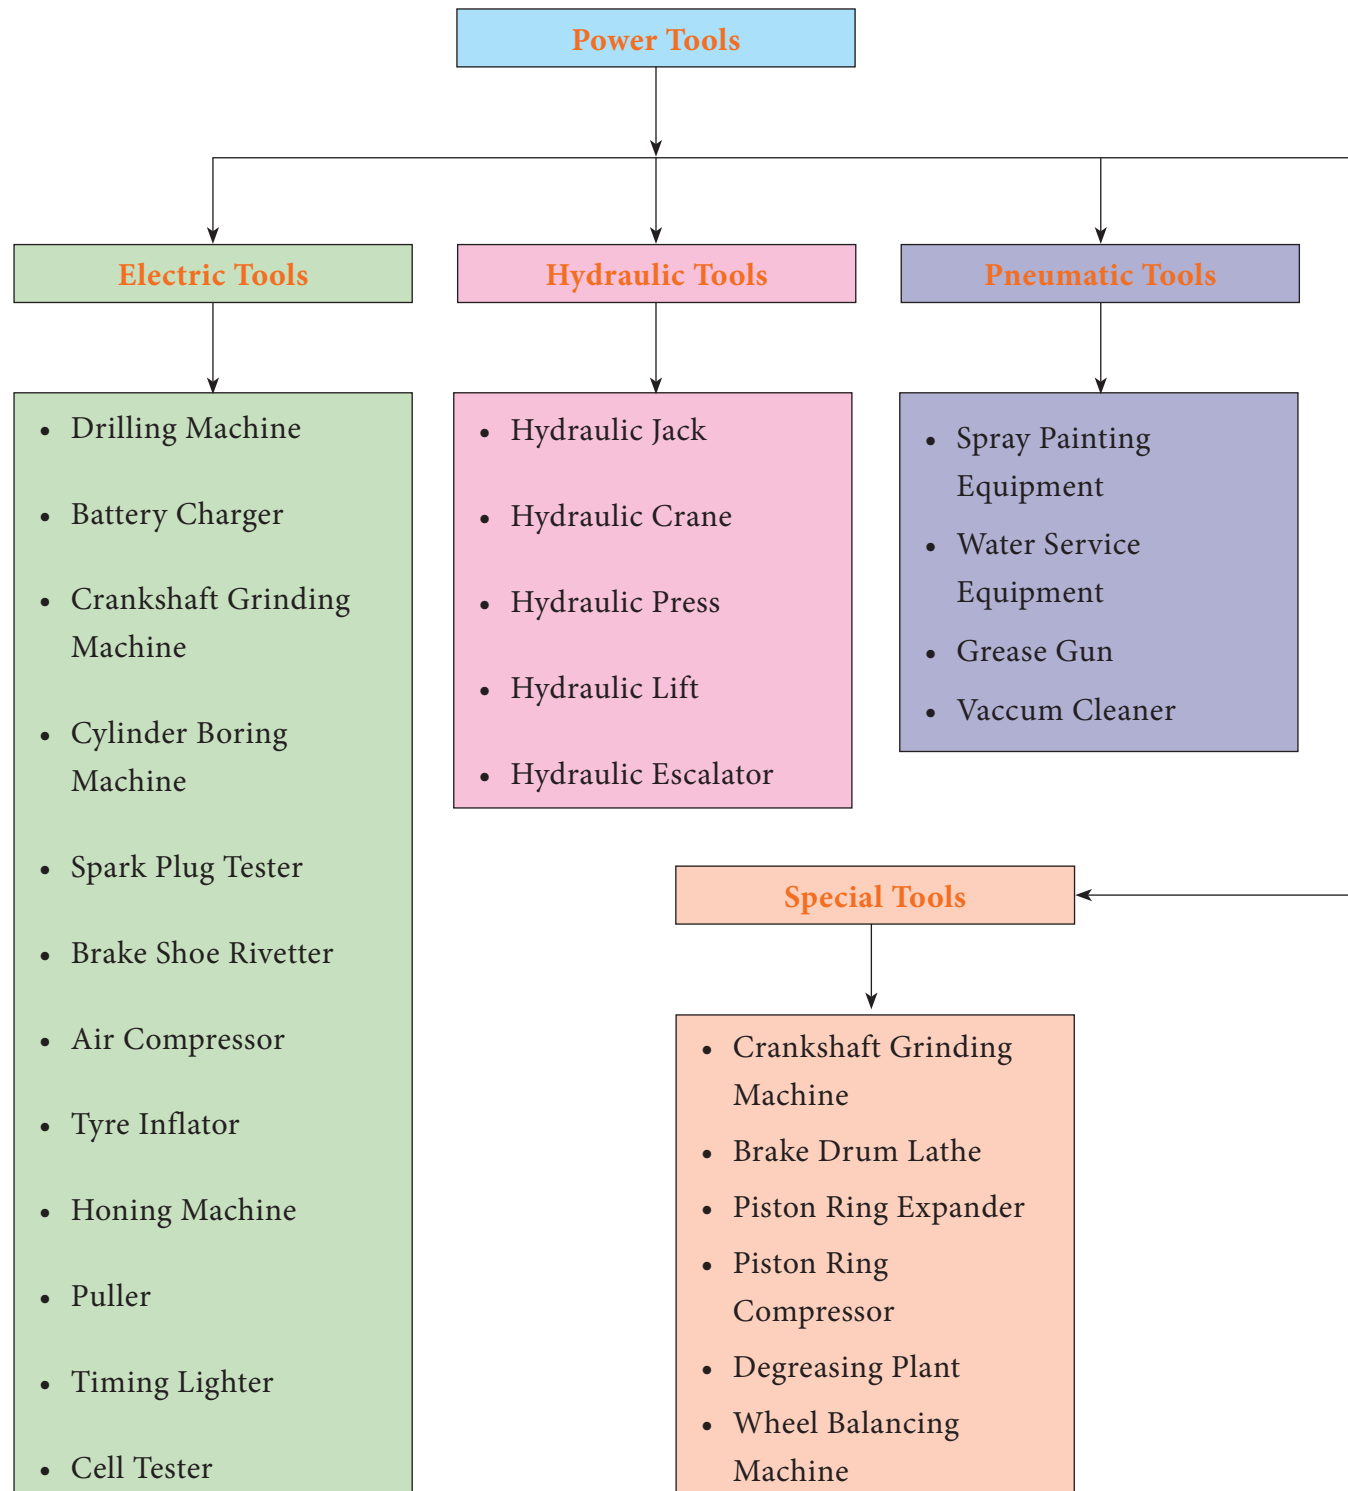 Power Tools
Electric Tools
Hydraulic Tools
Pneumatic Tools
• Drilling Machine
• Battery Charger
• Crankshaft Grinding
Machine
• Cylinder Boring
Machine
• Spark Plug Tester
• Brake Shoe Rivetter
• Air Compressor
• Tyre Inflator
• Honing Machine
• Puller
• Timing Lighter
• Cell Tester
• Hydraulic Jack
• Hydraulic Crane
• Hydraulic Press
• Hydraulic Lift
• Hydraulic Escalator
• Spray Painting
Equipment
• Water Service
Equipment
• Grease Gun
• Vaccum Cleaner
Special Tools
• Crankshaft Grinding
Machine
• Brake Drum Lathe
• Piston Ring Expander
• Piston Ring
Compressor
• Degreasing Plant
• Wheel Balancing
Machine